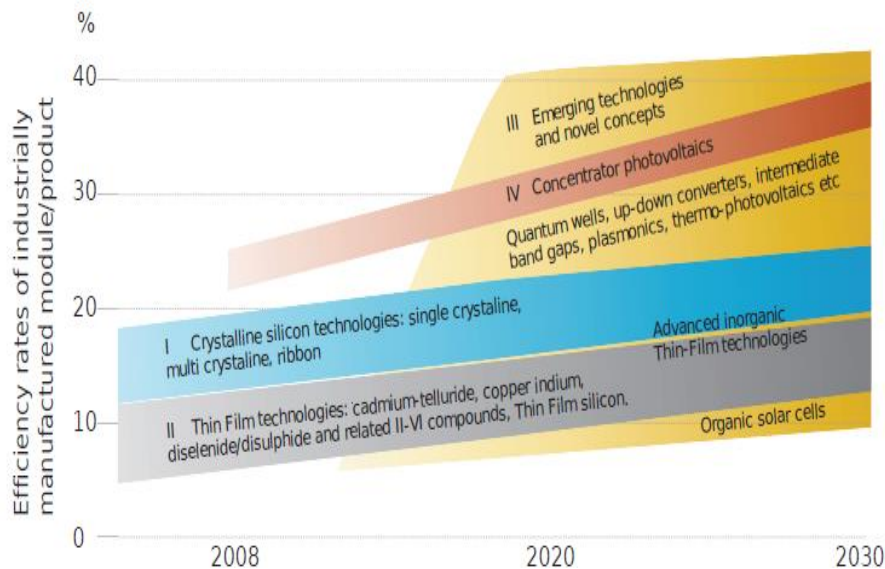 %
40
30
20
10
0
Efficiency rates of industrially
manufactured module/product
III Emerging technologies
and novel concepts
IV Concentrator photovoltaics
Quantum wells, up-down converters, intermediate
band gaps, plasmonics, thermo-photovoltaics etc
I Crystalline silicon technologies: single crystaline,
multi crystaline, ribbon
Advanced inorganic
Thin-Film technologies
II Thin Film technologies: cadmium-telluride, copper indium,
diselenide/disulphide and related II-VI compounds, Thin Film silicon.
Organic solar cells
2008
2020
2030